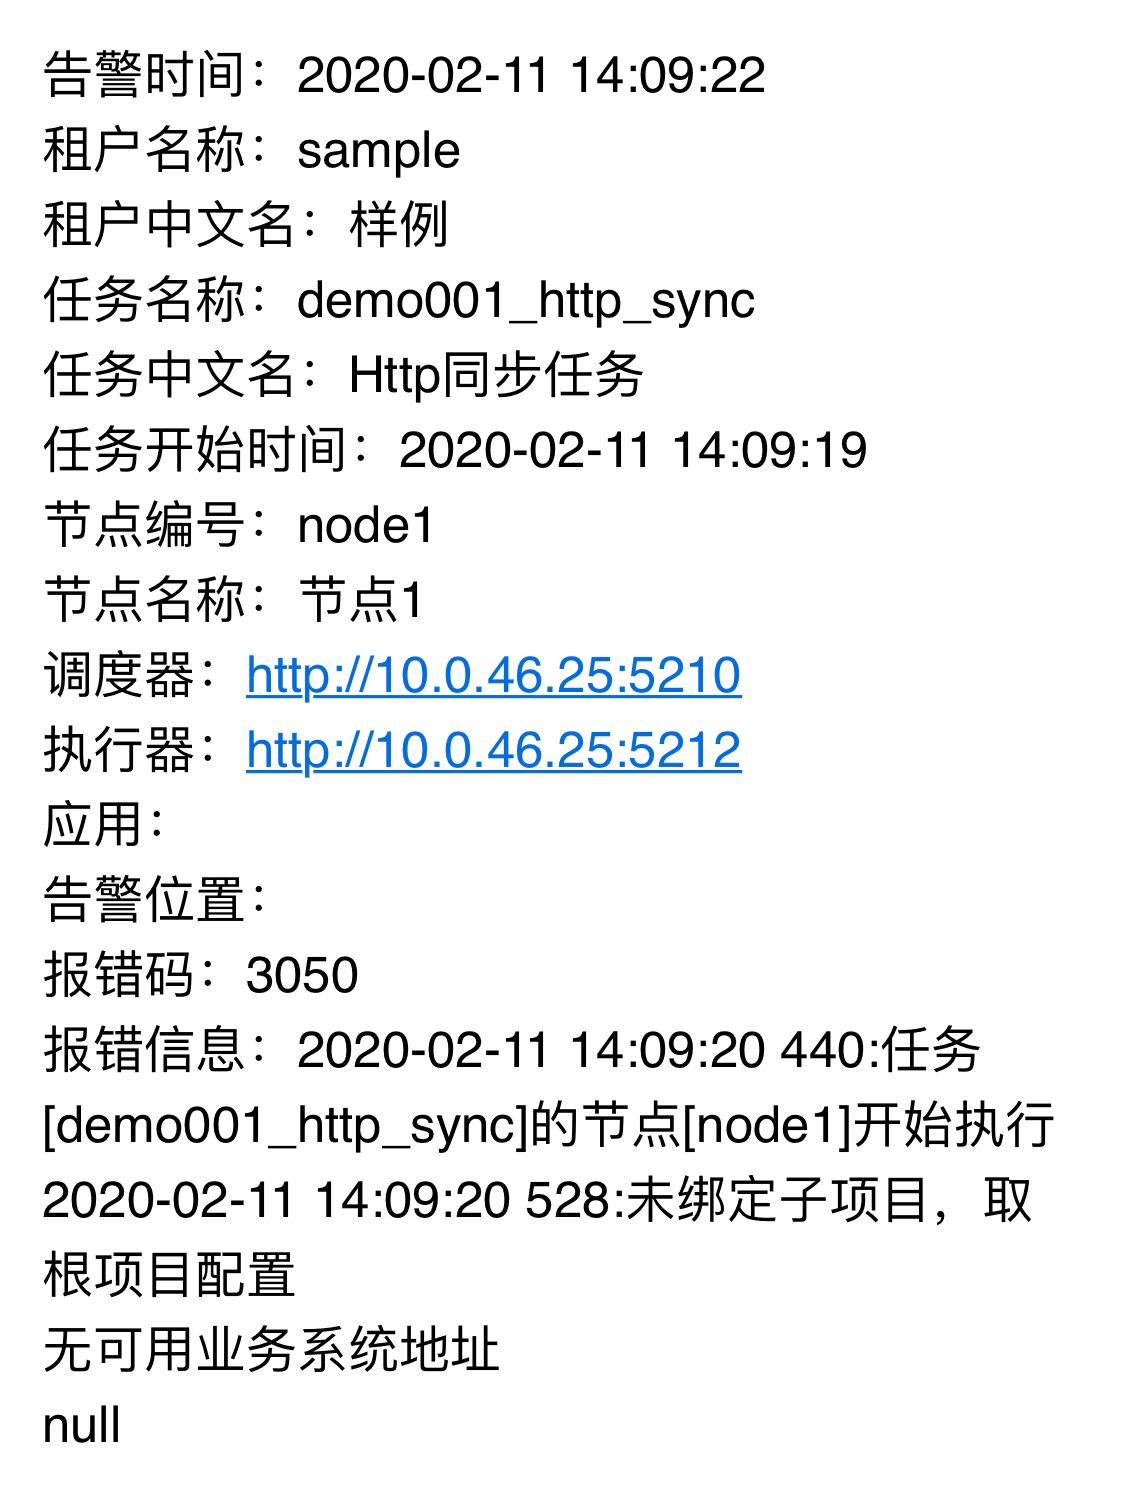 告警时间：2020-02-11 14:09:22
租户名称：sample
租户中文名：样例
任务名称：demo001_http_sync
任务中文名：Http同步任务
任务开始时间：2020-02-11 14:09:19
节点编号：node1
节点名称：节点1
调度器：http://10.0.46.25:5210
执行器：http://10.0.46.25:5212
应用：
告警位置：
报错码：3050
报错信息：2020-02-11 14:09:20 440:任务
[demo001_http_sync]的节点[node1]开始执行
2020-02-11 14:09:20 528:未绑定子项目，取
根项目配置
无可用业务系统地址
null